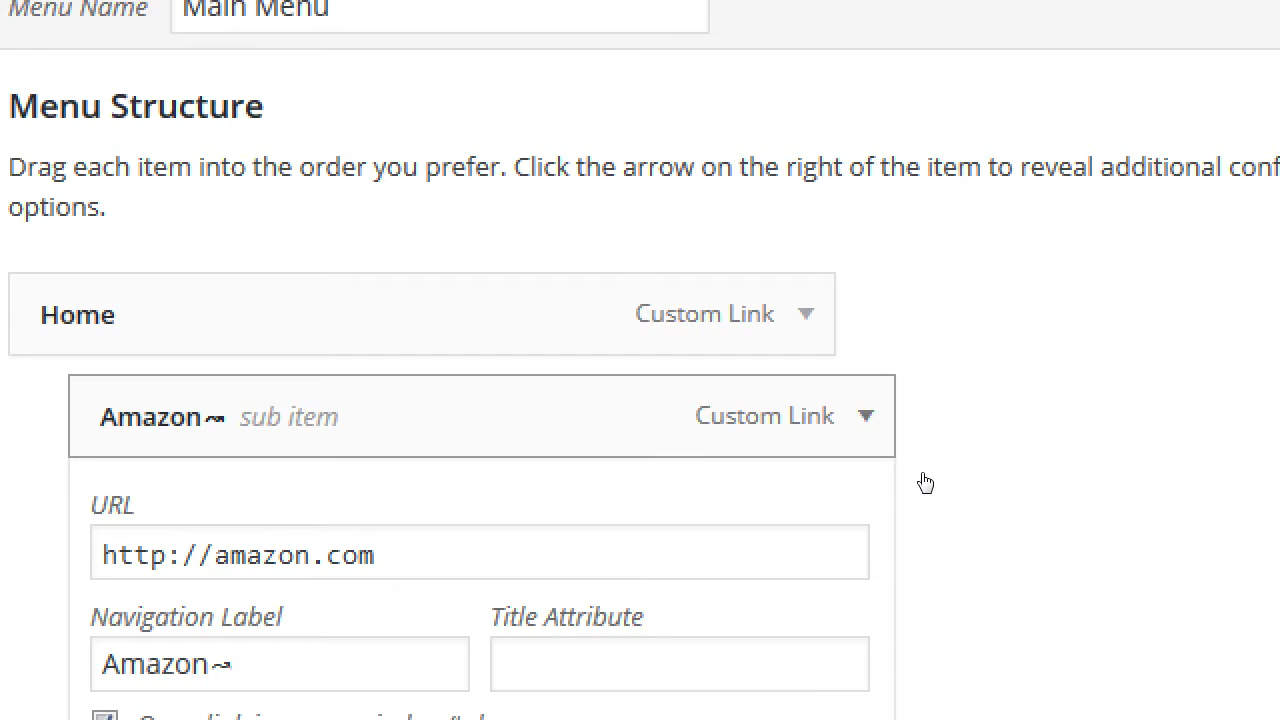 Menu Name Main Menu
Menu Structure
Drag each item into the order you prefer. Click the arrow on the right of the item to reveal additional conf
options.
Home Custom Link ▼
Amazon↝ sub item Custom Link ▼
URL
http://amazon.com
Navigation Label Title Attribute
Amazon↝